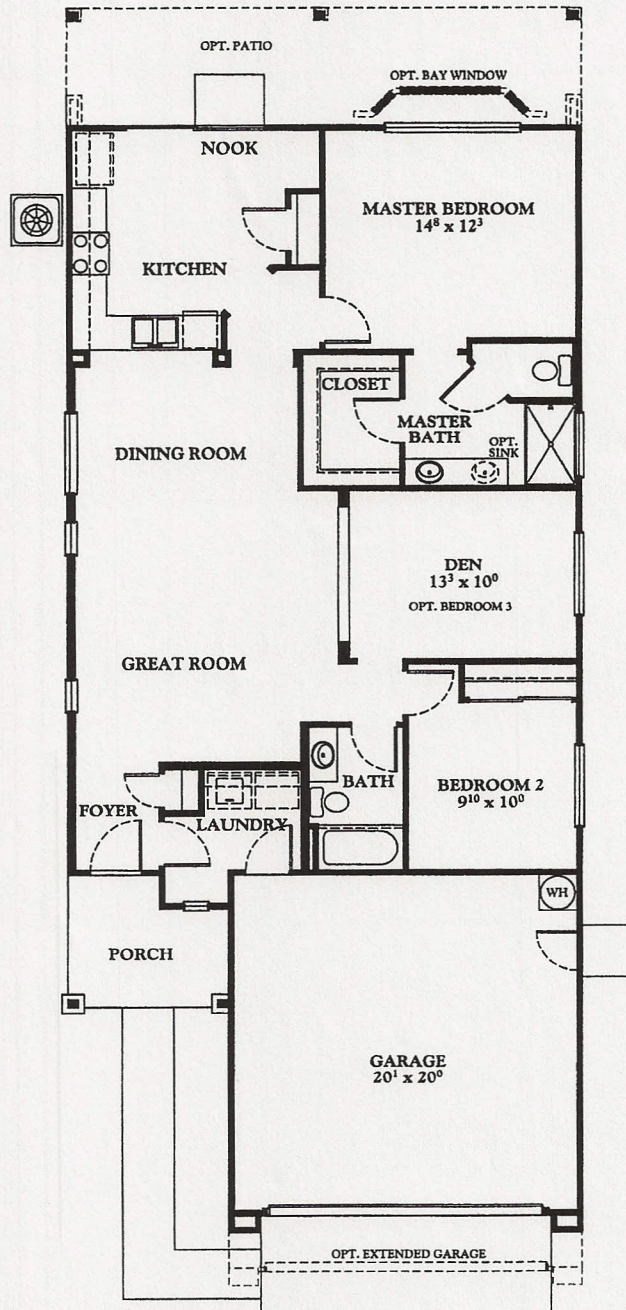 OPT. PATIO
OPT. BAY WINDOW
NOOK
MASTER BEDROOM
14⁸ x 12³
KITCHEN
CLOSET
MASTER
BATH
OPT.
SINK
DINING ROOM
DEN
13³ x 10⁰
OPT. BEDROOM 3
GREAT ROOM
BATH
BEDROOM 2
9¹⁰ x 10⁰
FOYER
LAUNDRY
WH
PORCH
GARAGE
20¹ x 20⁰
OPT. EXTENDED GARAGE